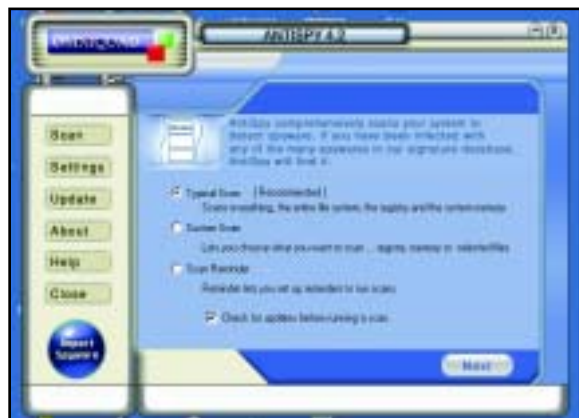 ANTISPY 4.2
Scan
Settings
Update
About
Help
Close
Report
Spyware
AntiSpy comprehensively scans your system to
detect spyware. If you have been infected with
any of the many spywares in our signature database,
AntiSpy will find it.
Typical Scan [ Recommended ]
Scans everything, the entire file system, the registry and the system memory
Custom Scan
Lets you choose what you want to scan ... registry, memory or selected files
Scan Reminder
Reminder lets you set up reminders to run scans
Check for updates before running a scan
Next